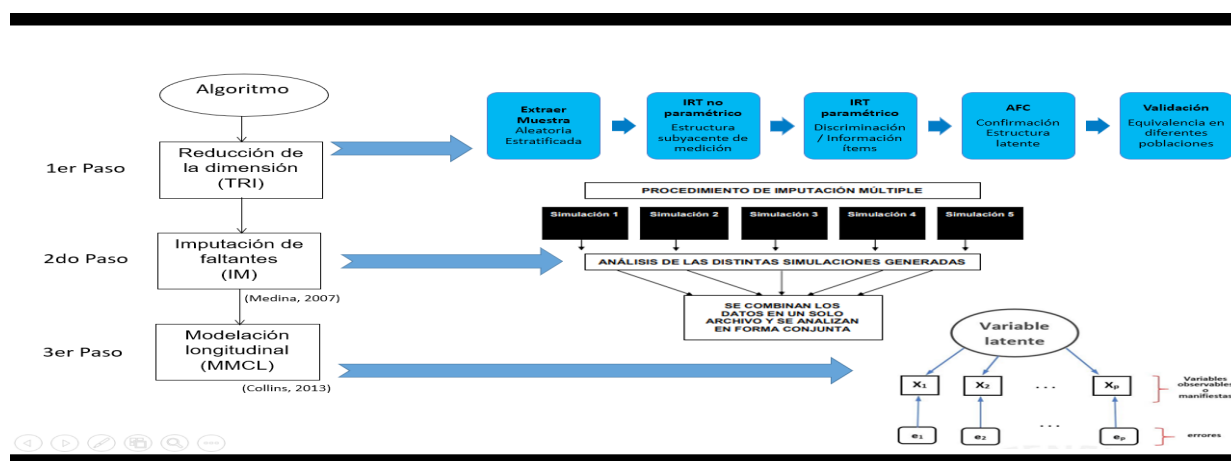 Algoritmo
1er Paso
Reducción de
la dimensión
(TRI)
Extraer
Muestra
Aleatoria
Estratificada
IRT no
paramétrico
Estructura
subyacente de
medición
IRT
paramétrico
Discriminación
/ Información
ítems
AFC
Confirmación
Estructura
latente
Validación
Equivalencia en
diferentes
poblaciones
2do Paso
Imputación de
faltantes
(IM)
(Medina, 2007)
PROCEDIMIENTO DE IMPUTACIÓN MÚLTIPLE
Simulación 1
Simulación 2
Simulación 3
Simulación 4
Simulación 5
ANÁLISIS DE LAS DISTINTAS SIMULACIONES GENERADAS
SE COMBINAN LOS
DATOS EN UN SOLO
ARCHIVO Y SE ANALIZAN
EN FORMA CONJUNTA
3er Paso
Modelación
longitudinal
(MMCL)
(Collins, 2013)
Variable
latente
X₁
X₂
...
Xₚ
Variables
observables
o
manifiestas
e₁
e₂
...
eₚ
errores